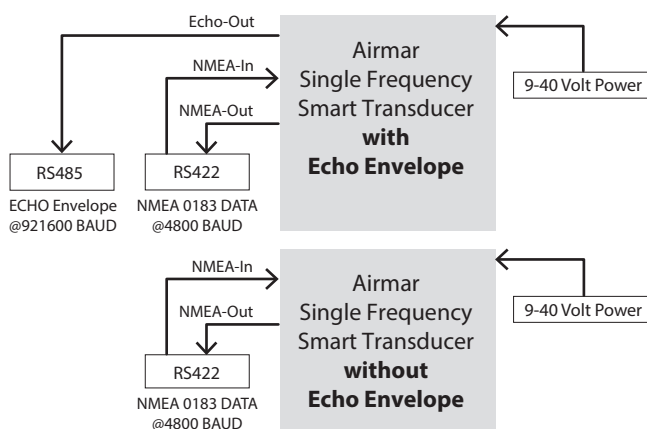 Echo-Out
NMEA-In
NMEA-Out
Airmar
Single Frequency
Smart Transducer
with
Echo Envelope
9-40 Volt Power
RS485
RS422
ECHO Envelope
@921600 BAUD
NMEA 0183 DATA
@4800 BAUD
NMEA-In
NMEA-Out
Airmar
Single Frequency
Smart Transducer
without
Echo Envelope
9-40 Volt Power
RS422
NMEA 0183 DATA
@4800 BAUD